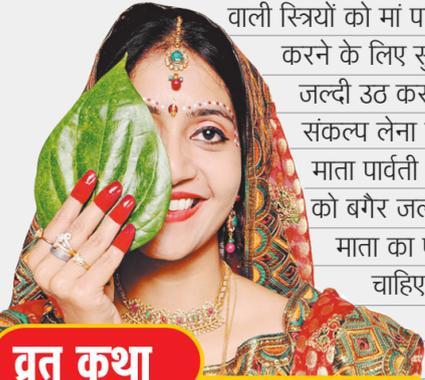 वाली स्त्रियों को मां प
करने के लिए सु
जल्दी उठ कर
संकल्प लेना
माता पार्वती
को बगैर जल
माता का
चाहिए
व्रत कथा